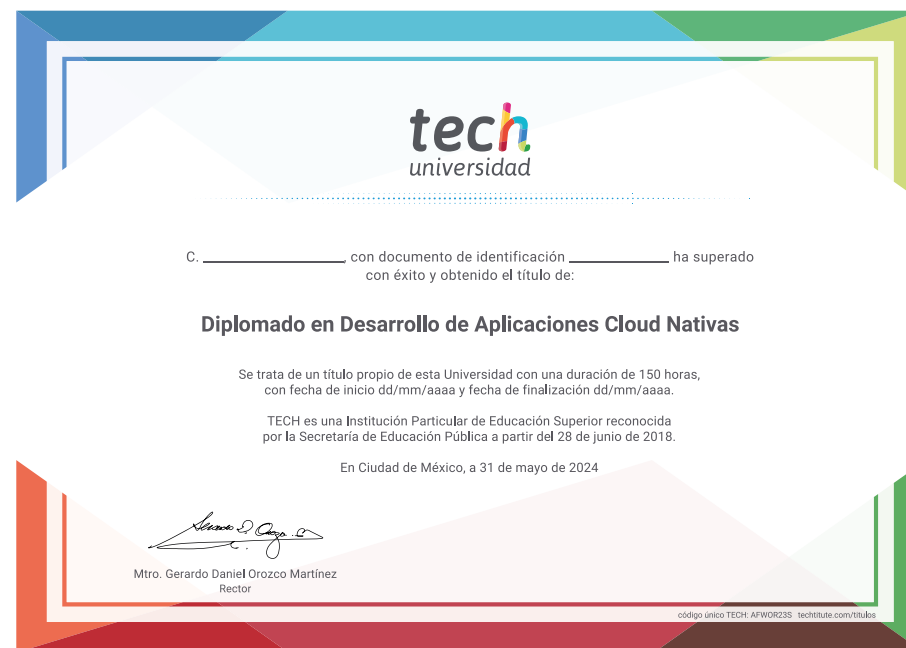 tech
universidad
C. ____________, con documento de identificación ____________ ha superado
con éxito y obtenido el título de:
Diplomado en Desarrollo de Aplicaciones Cloud Nativas
Se trata de un título propio de esta Universidad con una duración de 150 horas,
con fecha de inicio dd/mm/aaaa y fecha de finalización dd/mm/aaaa.
TECH es una Institución Particular de Educación Superior reconocida
por la Secretaría de Educación Pública a partir del 28 de junio de 2018.
En Ciudad de México, a 31 de mayo de 2024
Mtro. Gerardo Daniel Orozco Martínez
Rector
código único TECH: AFWOR23S techtitute.com/titulos